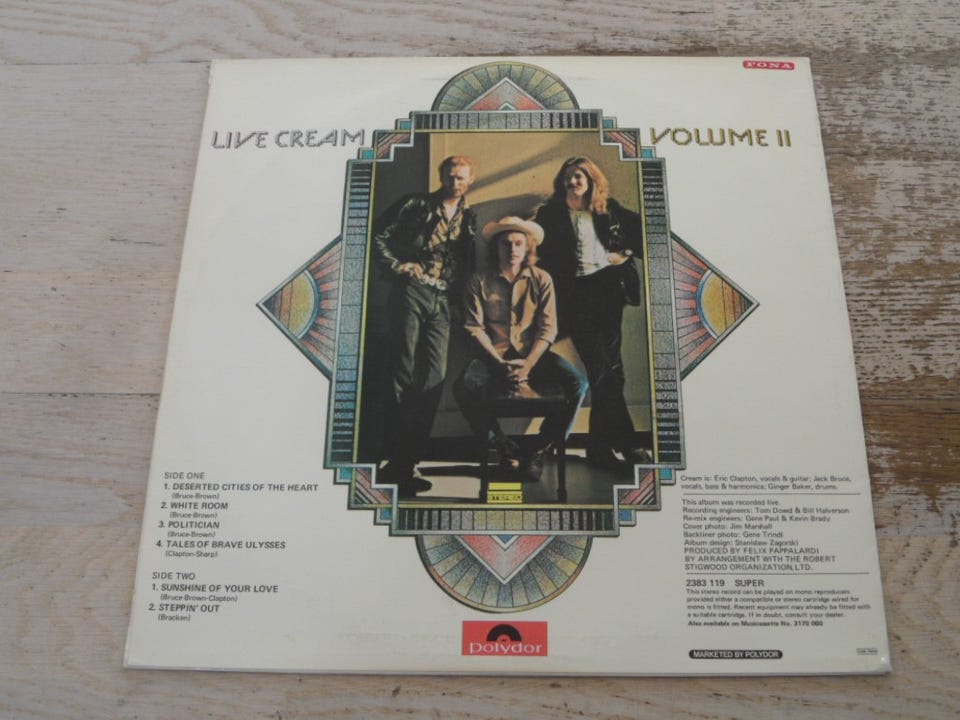 FONA
LIVE CREAM VOLUME II
STEREO
SIDE ONE
1. DESERTED CITIES OF THE HEART
(Bruce-Brown)
2. WHITE ROOM
(Bruce-Brown)
3. POLITICIAN
(Bruce-Brown)
4. TALES OF BRAVE ULYSSES
(Clapton-Sharp)
SIDE TWO
1. SUNSHINE OF YOUR LOVE
(Bruce-Brown-Clapton)
2. STEPPIN' OUT
(Bracken)
Cream is: Eric Clapton, vocals & guitar; Jack Bruce,
vocals, bass & harmonica; Ginger Baker, drums.
This album was recorded live.
Recording engineers: Tom Dowd & Bill Halverson
Re-mix engineers: Gene Paul & Kevin Brady
Cover photo: Jim Marshall
Backliner photo: Gene Trindl
Album design: Stanislaw Zagorski
PRODUCED BY FELIX PAPPALARDI
BY ARRANGEMENT WITH THE ROBERT
STIGWOOD ORGANIZATION, LTD.
2383 119 SUPER
This stereo record can be played on mono reproducers
provided either a compatible or stereo cartridge wired for
mono is fitted. Recent equipment may already be fitted with
a suitable cartridge. If in doubt, consult your dealer.
Also available on Musicassette No. 3170 060
polydor
MARKETED BY POLYDOR